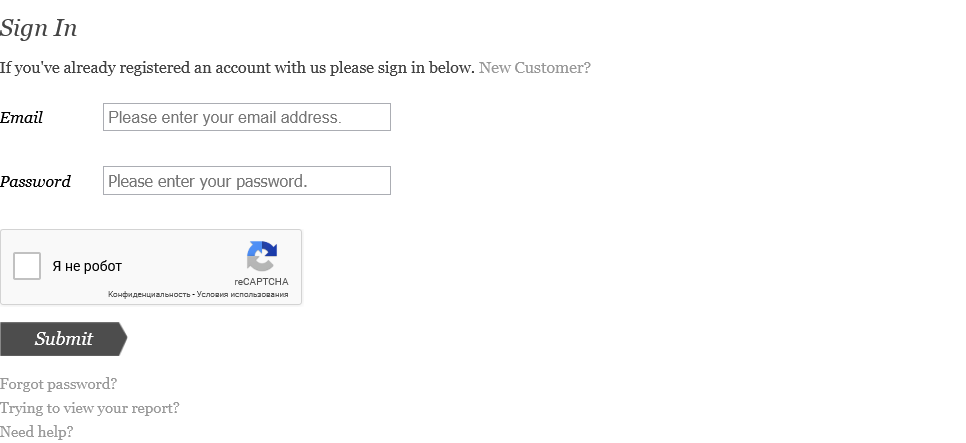 Sign In
If you've already registered an account with us please sign in below. New Customer?
Email Please enter your email address.
Password Please enter your password.
Я не робот
reCAPTCHA
Конфиденциальность - Условия использования
Submit
Forgot password?
Trying to view your report?
Need help?